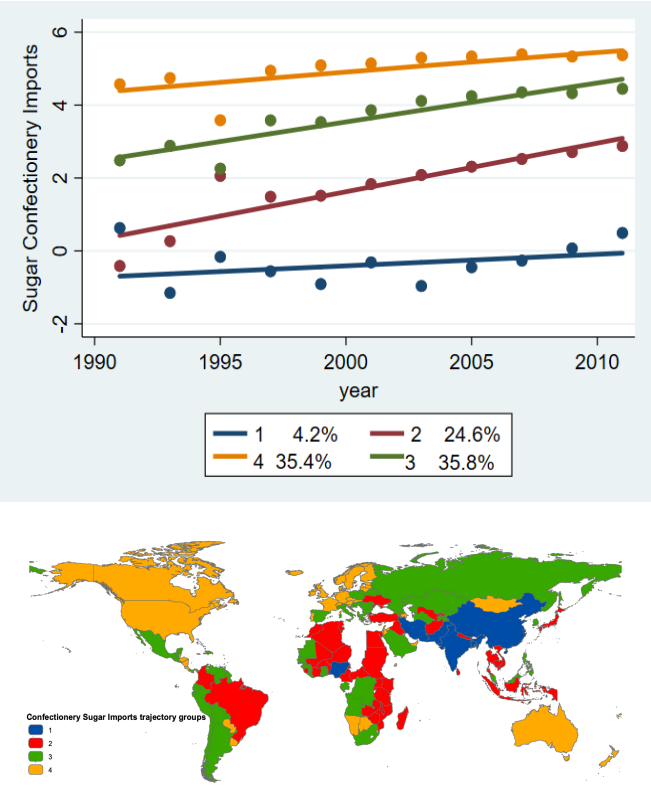 6
4
2
0
-2
Sugar Confectionery Imports
1990 1995 2000 2005 2010
year
1 4.2% 2 24.6%
4 35.4% 3 35.8%
Confectionery Sugar Imports trajectory groups
1
2
3
4